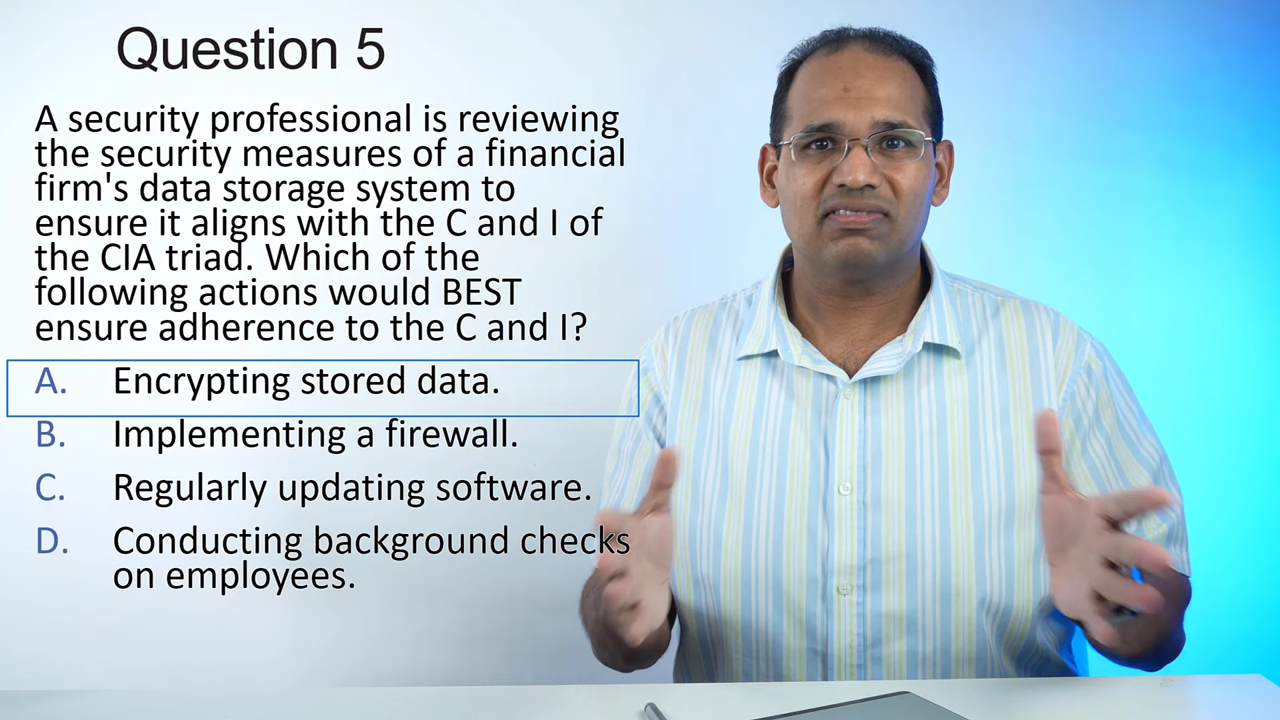 Question 5
A security professional is reviewing
the security measures of a financial
firm's data storage system to
ensure it aligns with the C and I of
the CIA triad. Which of the
following actions would BEST
ensure adherence to the C and I?
A. Encrypting stored data.
B. Implementing a firewall.
C. Regularly updating software.
D. Conducting background checks
on employees.